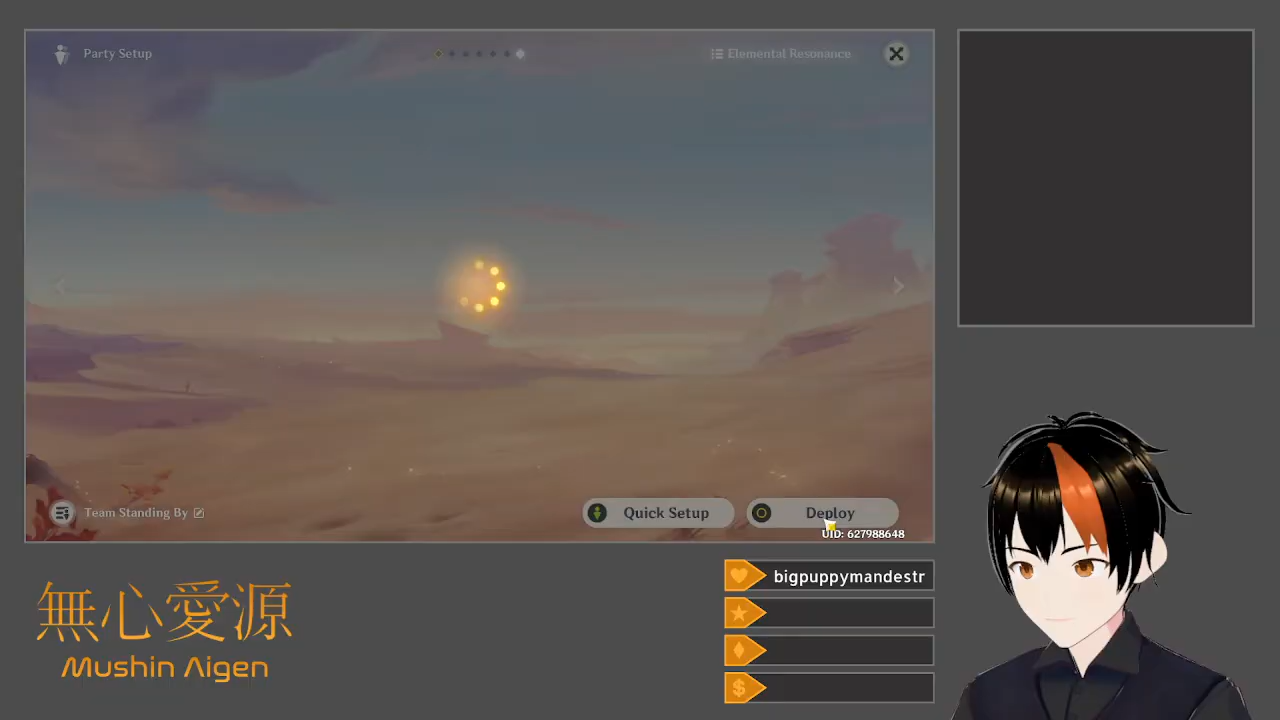 Party Setup
Elemental Resonance
Team Standing By
Quick Setup
Deploy
UID: 627988648
bigpuppymandestr
無心愛源
Mushin Aigen